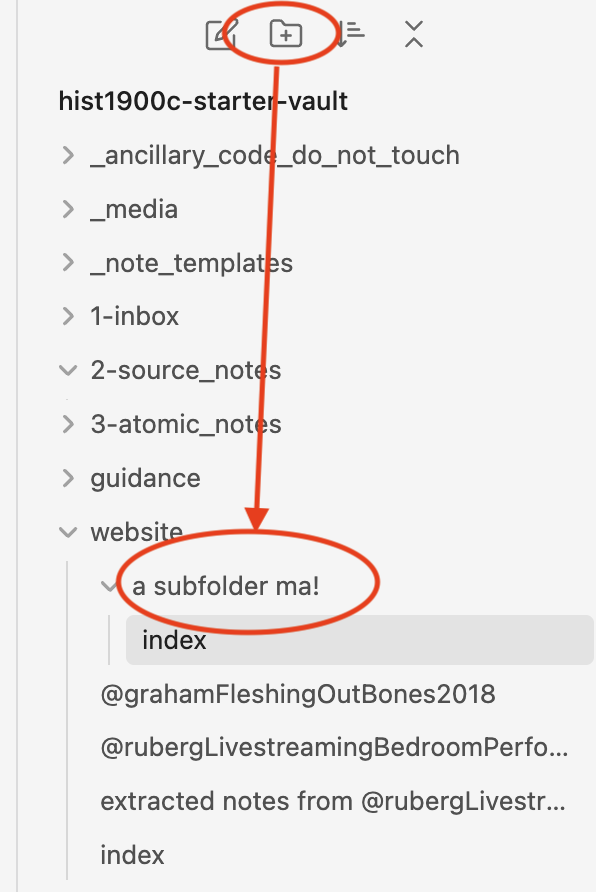 hist1900c-starter-vault
_ancillary_code_do_not_touch
_media
_note_templates
1-inbox
2-source_notes
3-atomic_notes
guidance
website
a subfolder ma!
index
@grahamFleshingOutBones2018
@rubergLivestreamingBedroomPerfo...
extracted notes from @rubergLivestr...
index